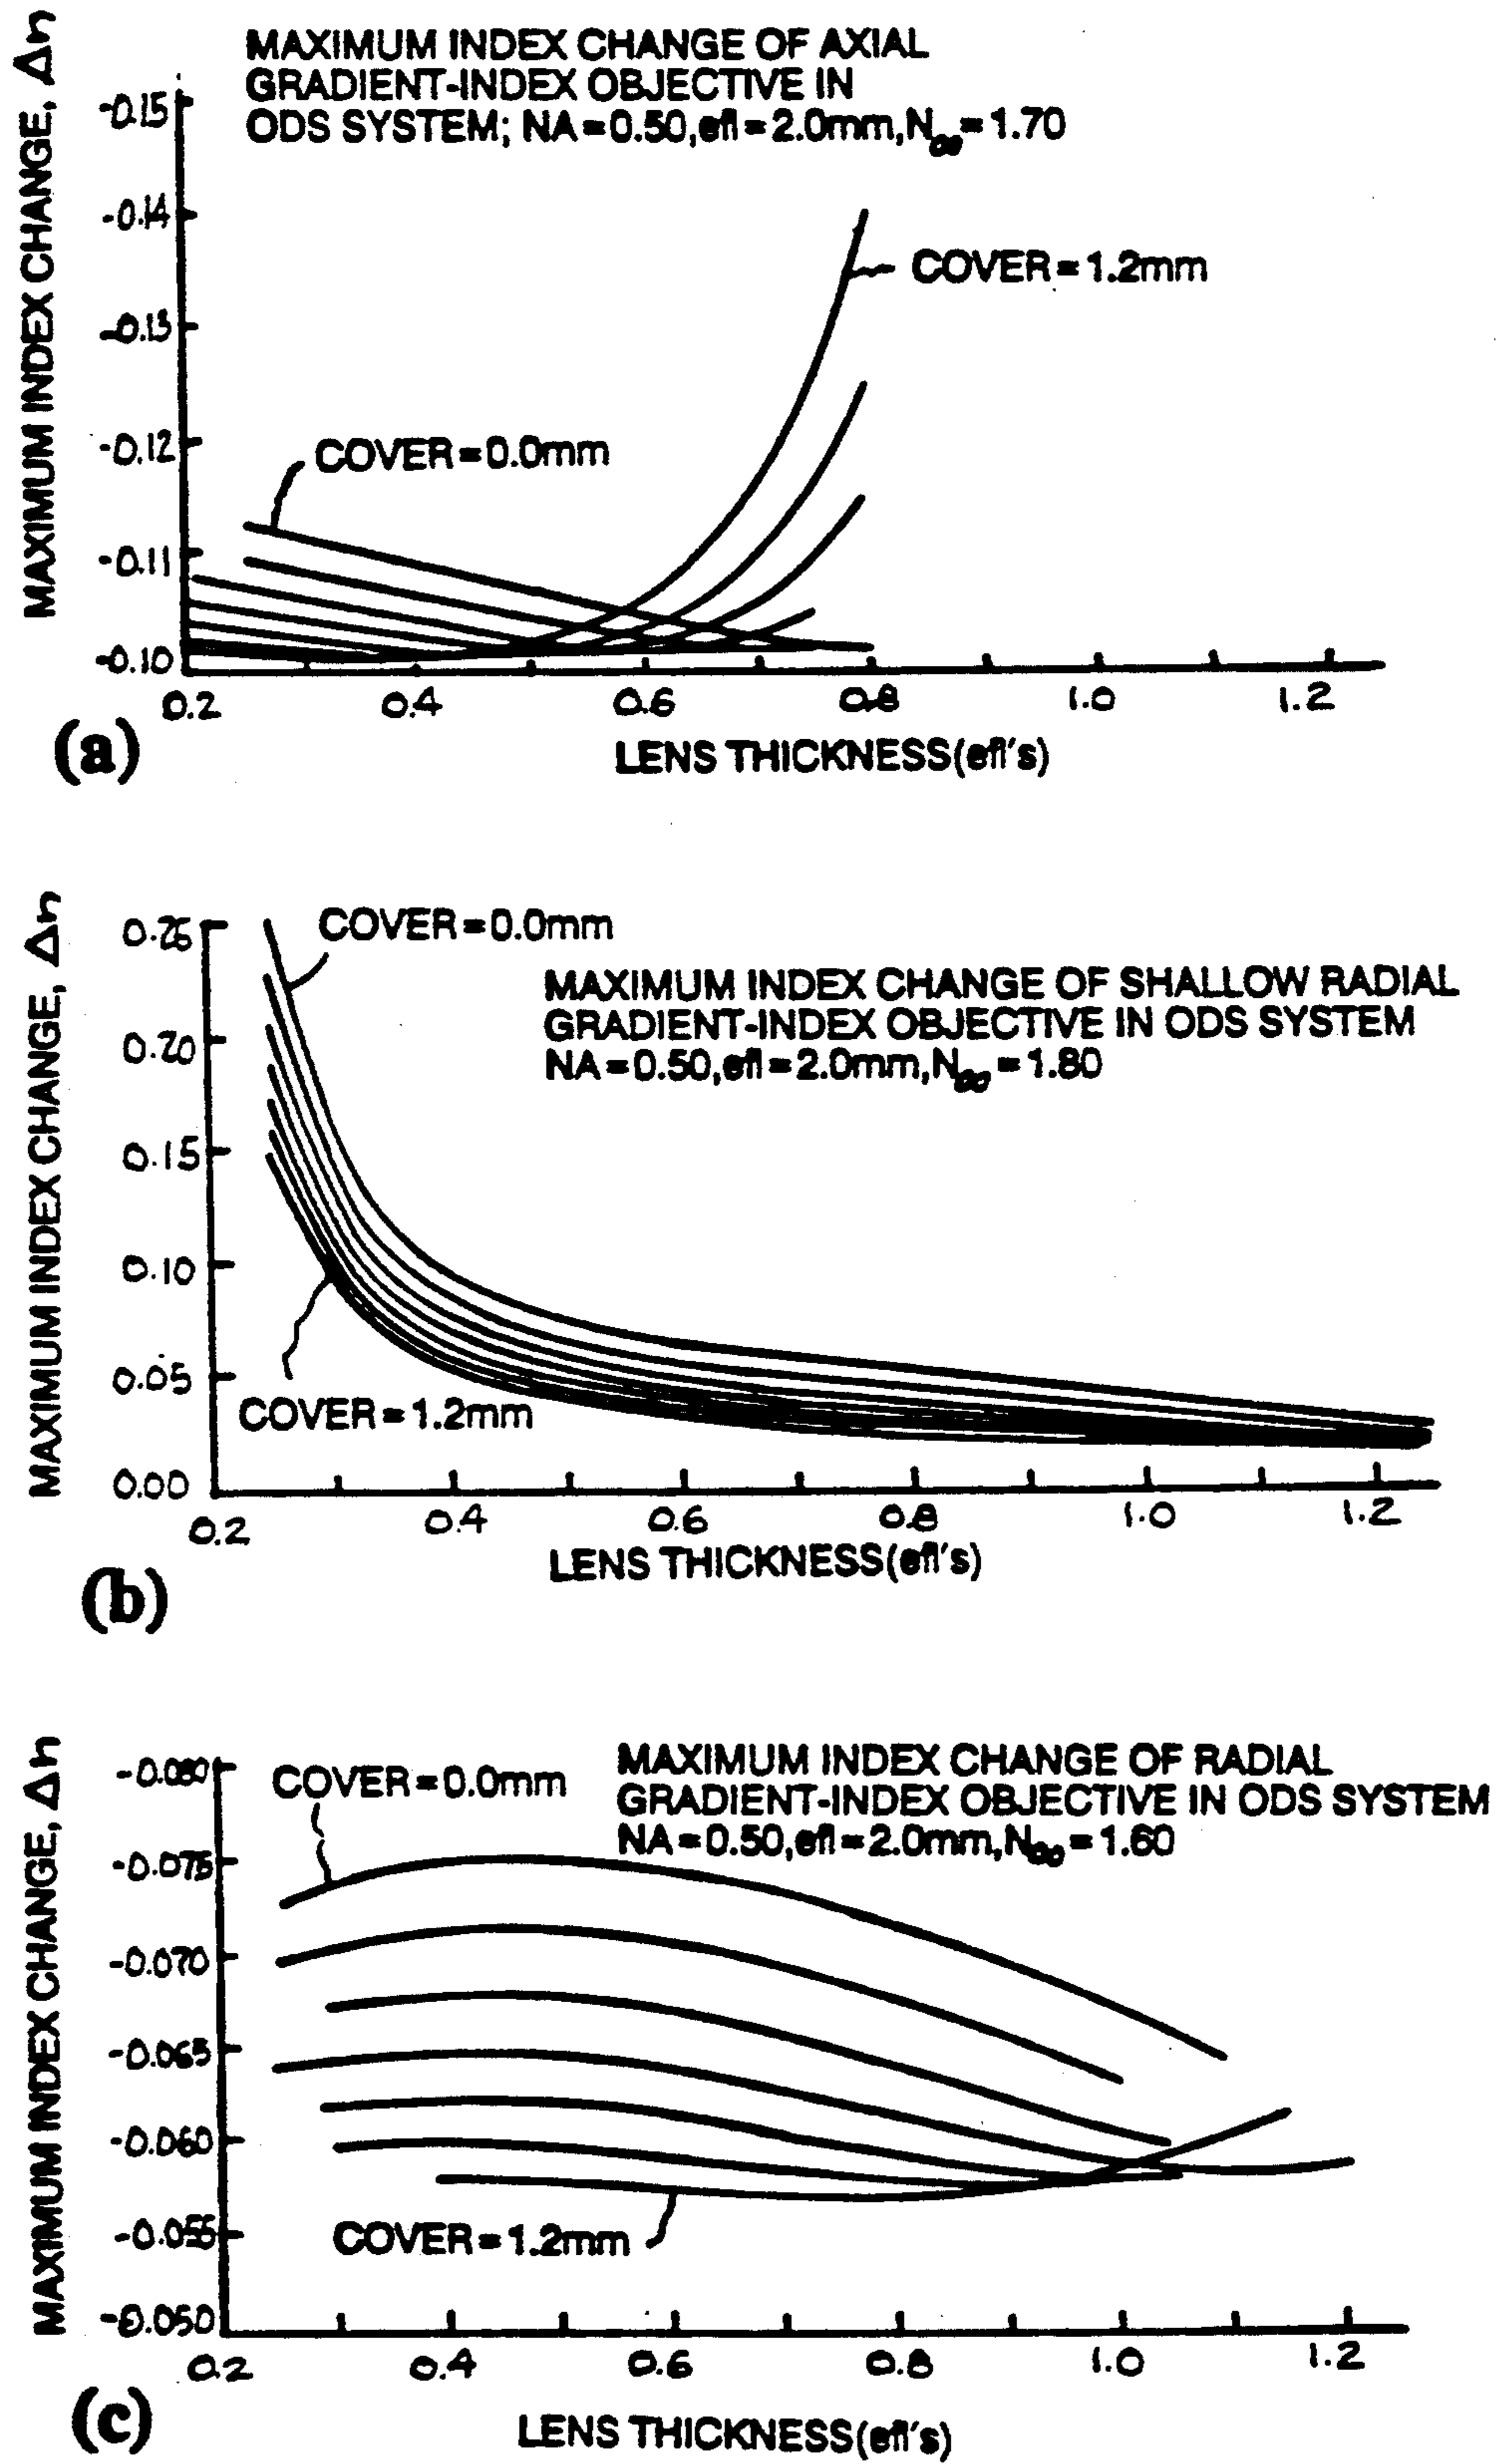 MAXIMUM INDEX CHANGE, Δn
MAXIMUM INDEX CHANGE OF AXIAL
GRADIENT-INDEX OBJECTIVE IN
ODS SYSTEM; NA=0.50,efl=2.0mm,N∞=1.70
-0.15
-0.14
-0.13
-0.12
-0.11
-0.10
COVER=1.2mm
COVER=0.0mm
0.2 0.4 0.6 0.8 1.0 1.2
LENS THICKNESS(efl's)
(a)
MAXIMUM INDEX CHANGE, Δn
COVER=0.0mm
MAXIMUM INDEX CHANGE OF SHALLOW RADIAL
GRADIENT-INDEX OBJECTIVE IN ODS SYSTEM
NA=0.50,efl=2.0mm,N∞=1.80
0.25
0.20
0.15
0.10
0.05
0.00
COVER=1.2mm
0.2 0.4 0.6 0.8 1.0 1.2
LENS THICKNESS(efl's)
(b)
MAXIMUM INDEX CHANGE, Δn
COVER=0.0mm
MAXIMUM INDEX CHANGE OF RADIAL
GRADIENT-INDEX OBJECTIVE IN ODS SYSTEM
NA=0.50,efl=2.0mm,N∞=1.60
-0.080
-0.075
-0.070
-0.065
-0.060
-0.055
-0.050
COVER=1.2mm
0.2 0.4 0.6 0.8 1.0 1.2
LENS THICKNESS(efl's)
(c)